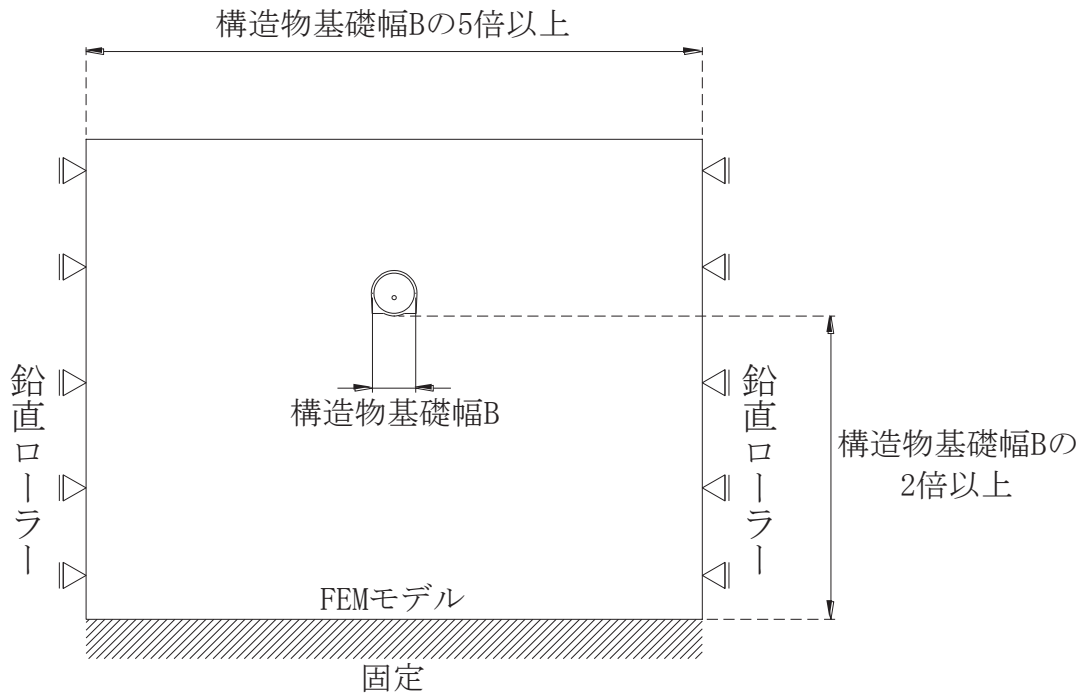 構造物基礎幅Bの5倍以上
鉛直ローラー
構造物基礎幅B
鉛直ローラー
構造物基礎幅Bの
2倍以上
FEMモデル
固定